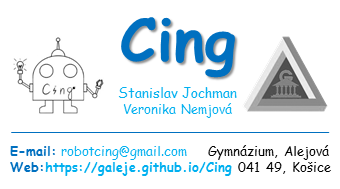 Cing
Cing
Stanislav Jochman
Veronika Nemjová
G
E-mail: robotcing@gmail.com Gymnázium, Alejová
Web:https://galeje.github.io/Cing 041 49, Košice